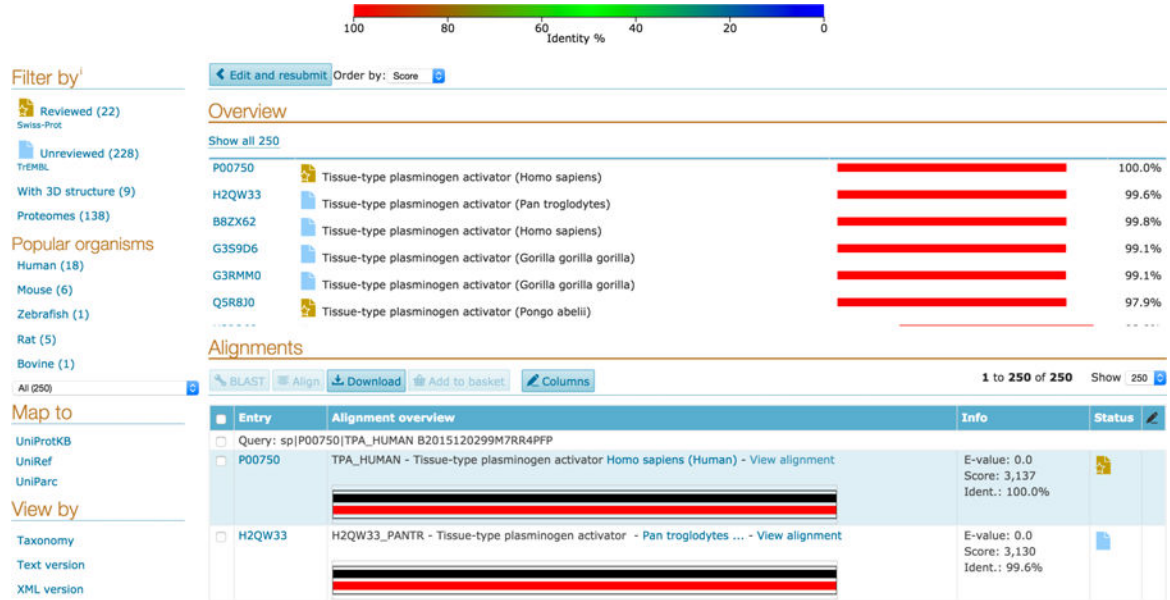 100 80 60 40 20 0
Identity %
Filter by i
Reviewed (22)
Swiss-Prot
Unreviewed (228)
TrEMBL
With 3D structure (9)
Proteomes (138)
Popular organisms
Human (18)
Mouse (6)
Zebrafish (1)
Rat (5)
Bovine (1)
All (250)
Map to
UniProtKB
UniRef
UniParc
View by
Taxonomy
Text version
XML version
Edit and resubmit Order by: Score
Overview
Show all 250
P00750 Tissue-type plasminogen activator (Homo sapiens) 100.0%
H2QW33 Tissue-type plasminogen activator (Pan troglodytes) 99.6%
B8ZX62 Tissue-type plasminogen activator (Homo sapiens) 99.8%
G3S9D6 Tissue-type plasminogen activator (Gorilla gorilla gorilla) 99.1%
G3RMM0 Tissue-type plasminogen activator (Gorilla gorilla gorilla) 99.1%
Q5R8J0 Tissue-type plasminogen activator (Pongo abelii) 97.9%
Alignments
BLAST Align Download Add to basket Columns 1 to 250 of 250 Show 250
Entry Alignment overview Info Status
Query: sp|P00750|TPA_HUMAN B2015120299M7RR4PFP
P00750 TPA_HUMAN - Tissue-type plasminogen activator Homo sapiens (Human) - View alignment E-value: 0.0
Score: 3,137
Ident.: 100.0%
H2QW33 H2QW33_PANTR - Tissue-type plasminogen activator - Pan troglodytes ... - View alignment E-value: 0.0
Score: 3,130
Ident.: 99.6%